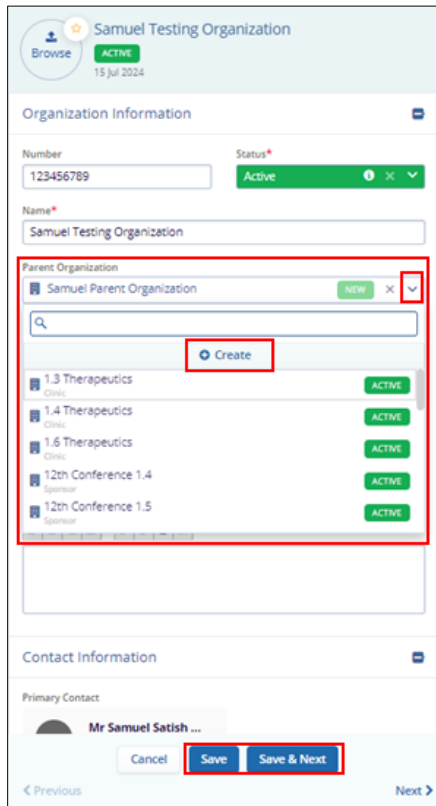 Samuel Testing Organization
Browse
ACTIVE
15 Jul 2024
Organization Information
Number Status*
123456789 Active
Name*
Samuel Testing Organization
Parent Organization
Samuel Parent Organization NEW
Create
1.3 Therapeutics ACTIVE
Clinic
1.4 Therapeutics ACTIVE
Clinic
1.6 Therapeutics ACTIVE
Clinic
12th Conference 1.4 ACTIVE
Sponsor
12th Conference 1.5 ACTIVE
Sponsor
Contact Information
Primary Contact
Mr Samuel Satish ...
Cancel Save Save & Next
Previous Next